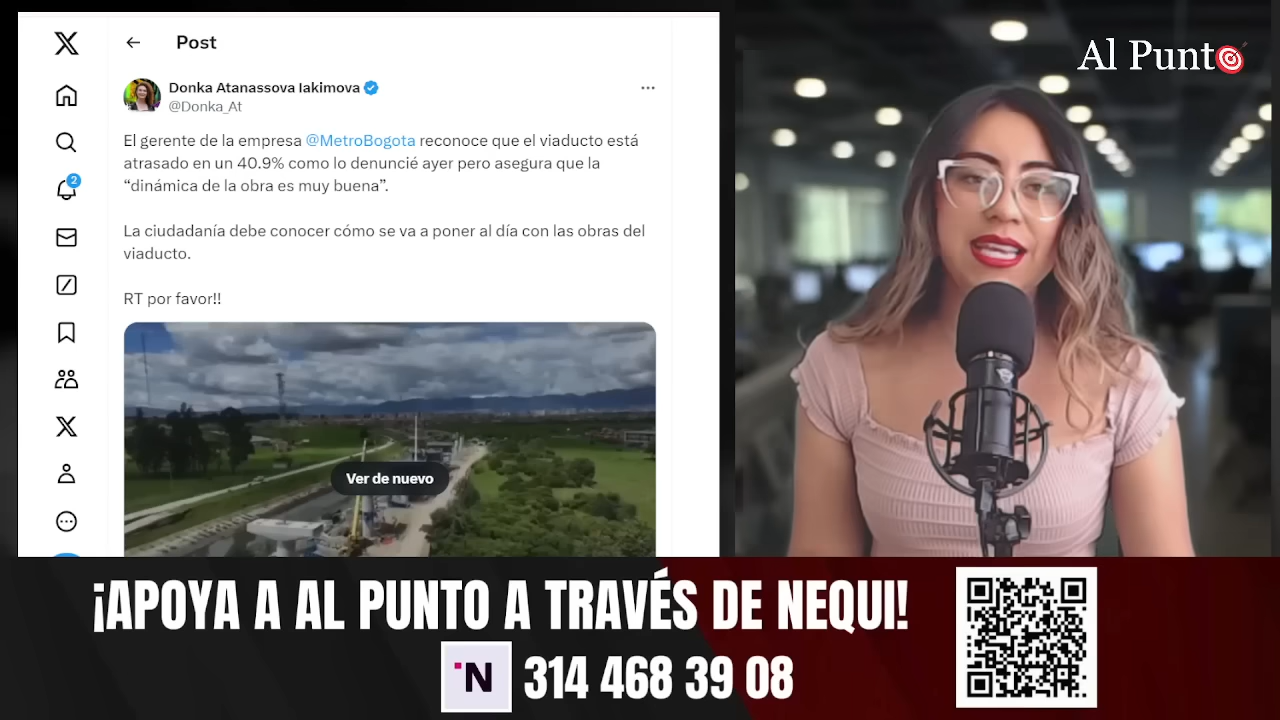 Post
Donka Atanassova Iakimova
@Donka_At
El gerente de la empresa @MetroBogota reconoce que el viaducto está
atrasado en un 40.9% como lo denuncié ayer pero asegura que la
“dinámica de la obra es muy buena”.
La ciudadanía debe conocer cómo se va a poner al día con las obras del
viaducto.
RT por favor!!
2
Ver de nuevo
Al Punto
¡APOYA A AL PUNTO A TRAVÉS DE NEQUI!
N 314 468 39 08